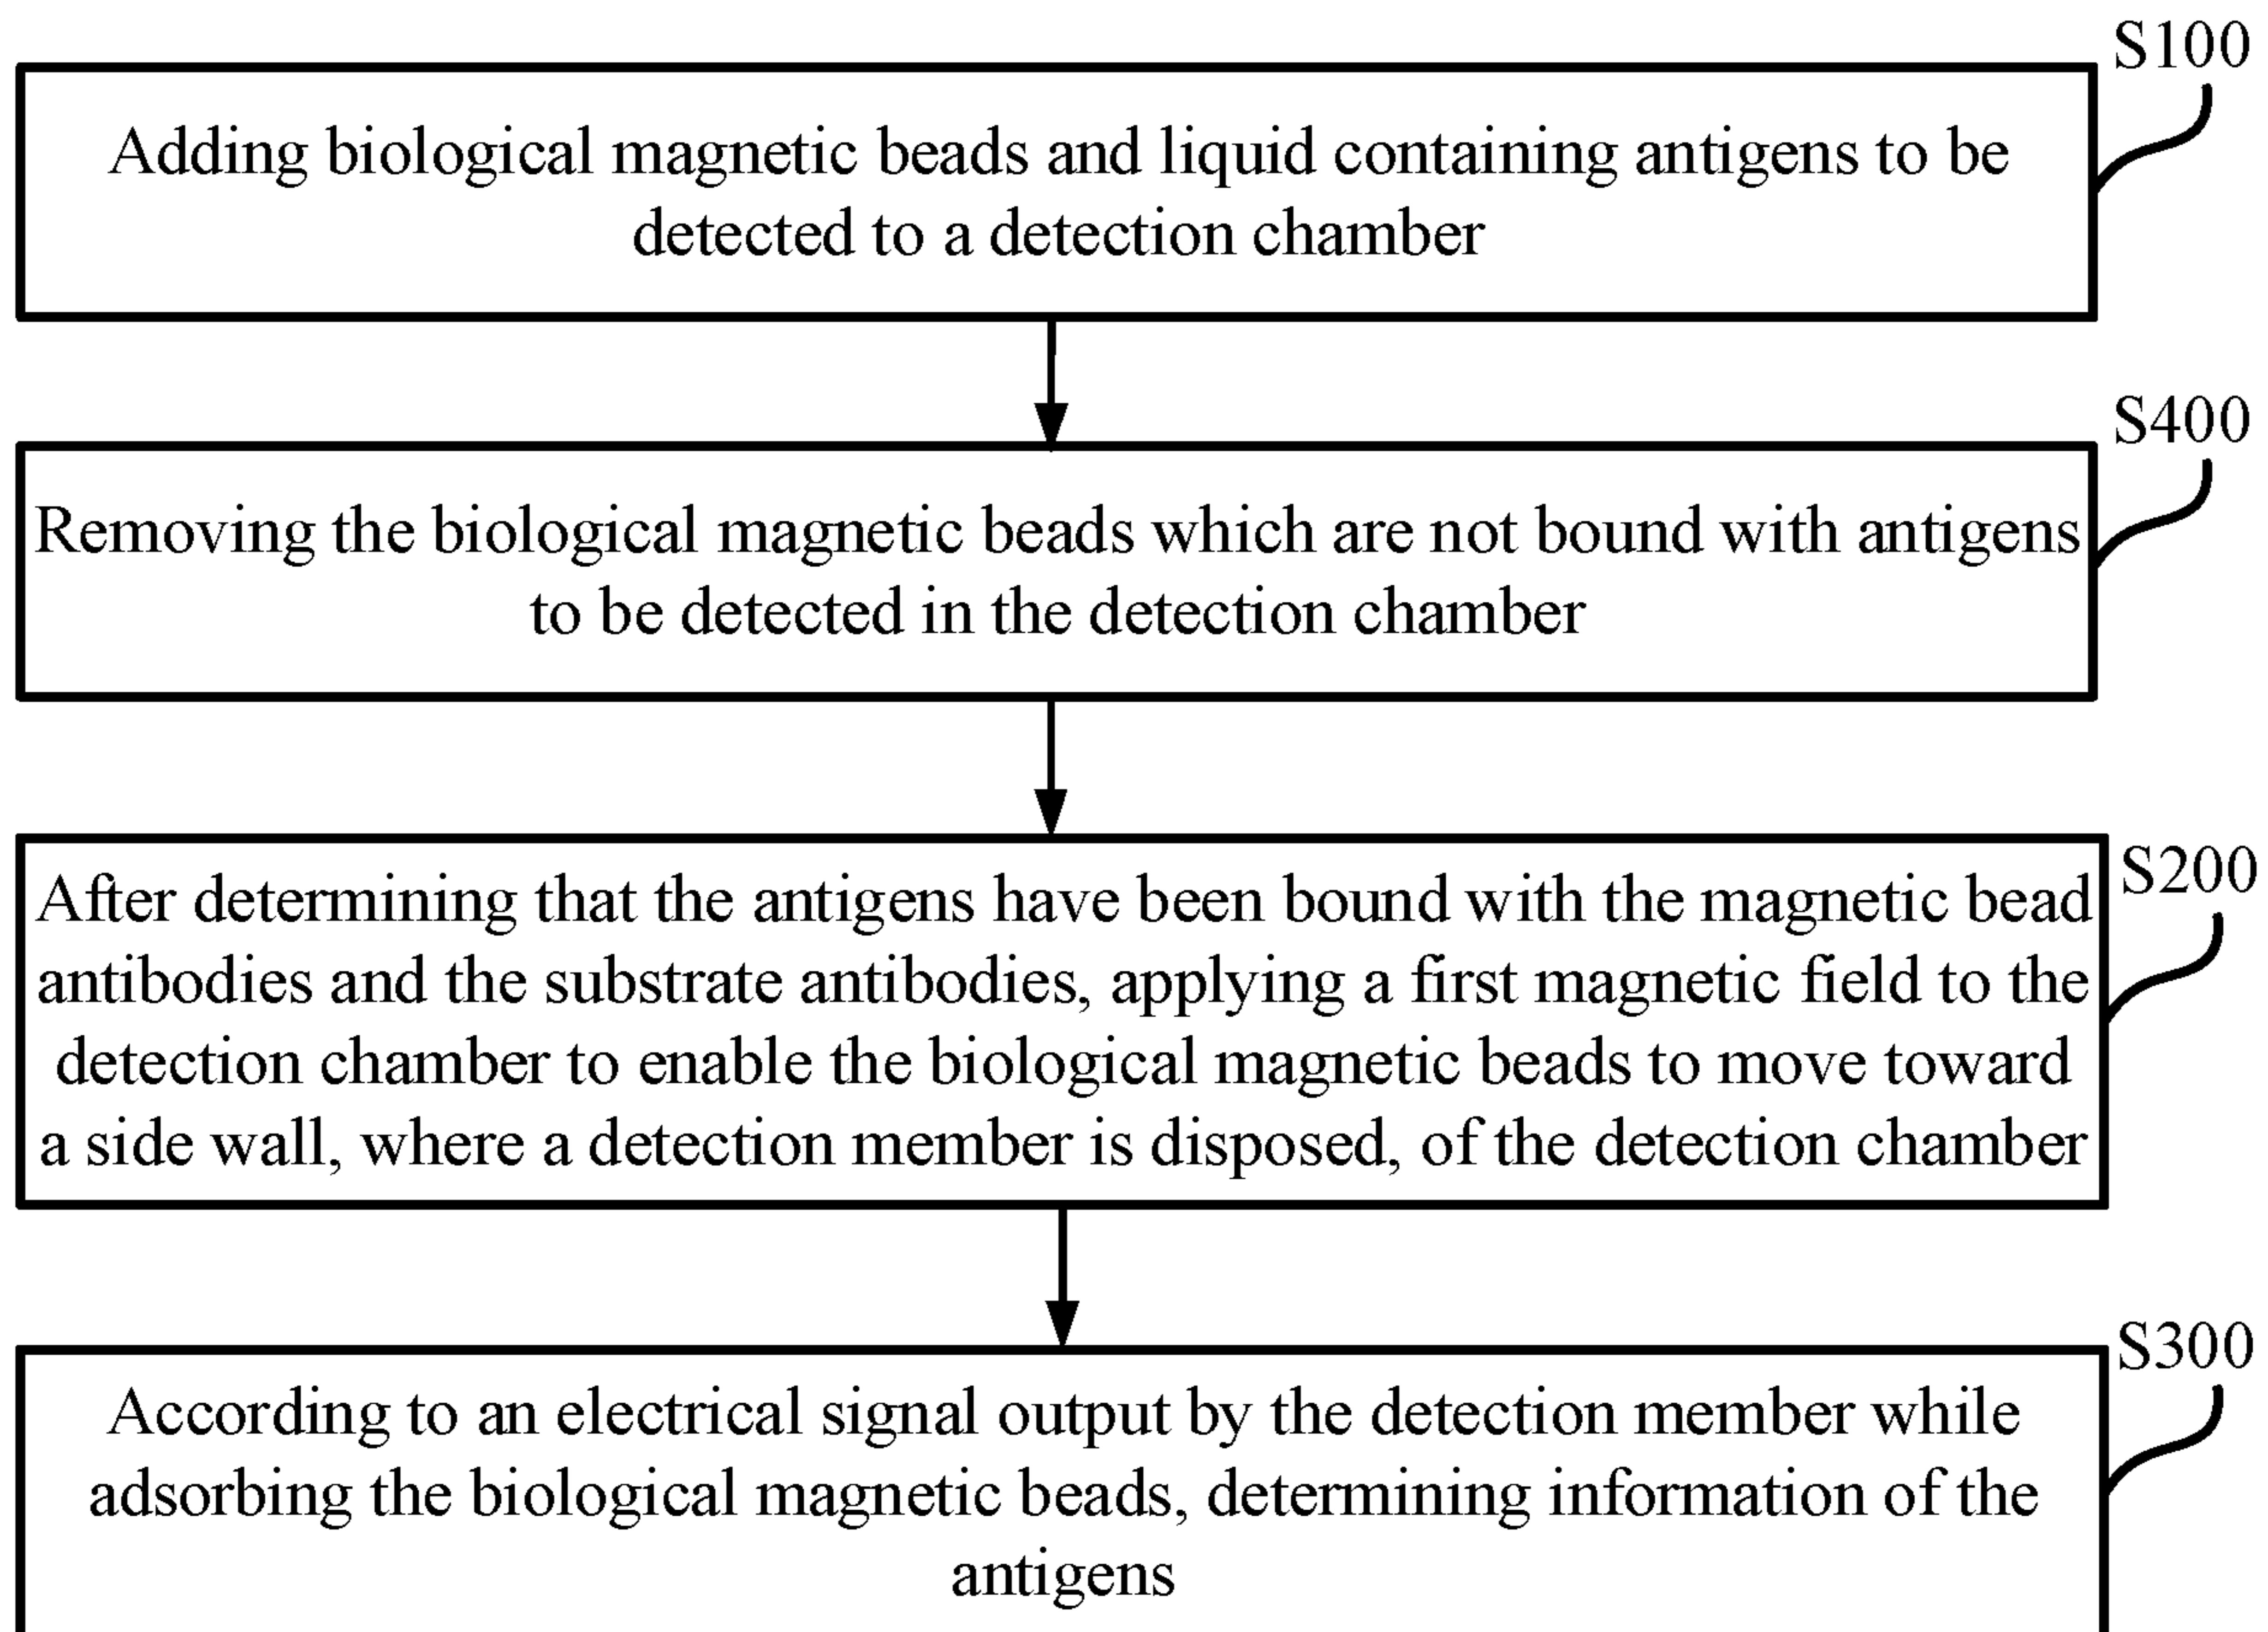 S100
Adding biological magnetic beads and liquid containing antigens to be
detected to a detection chamber
S400
Removing the biological magnetic beads which are not bound with antigens
to be detected in the detection chamber
S200
After determining that the antigens have been bound with the magnetic bead
antibodies and the substrate antibodies, applying a first magnetic field to the
detection chamber to enable the biological magnetic beads to move toward
a side wall, where a detection member is disposed, of the detection chamber
S300
According to an electrical signal output by the detection member while
adsorbing the biological magnetic beads, determining information of the
antigens